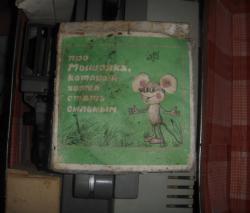 про
Мышонка,
который
хотел
стать
сильным